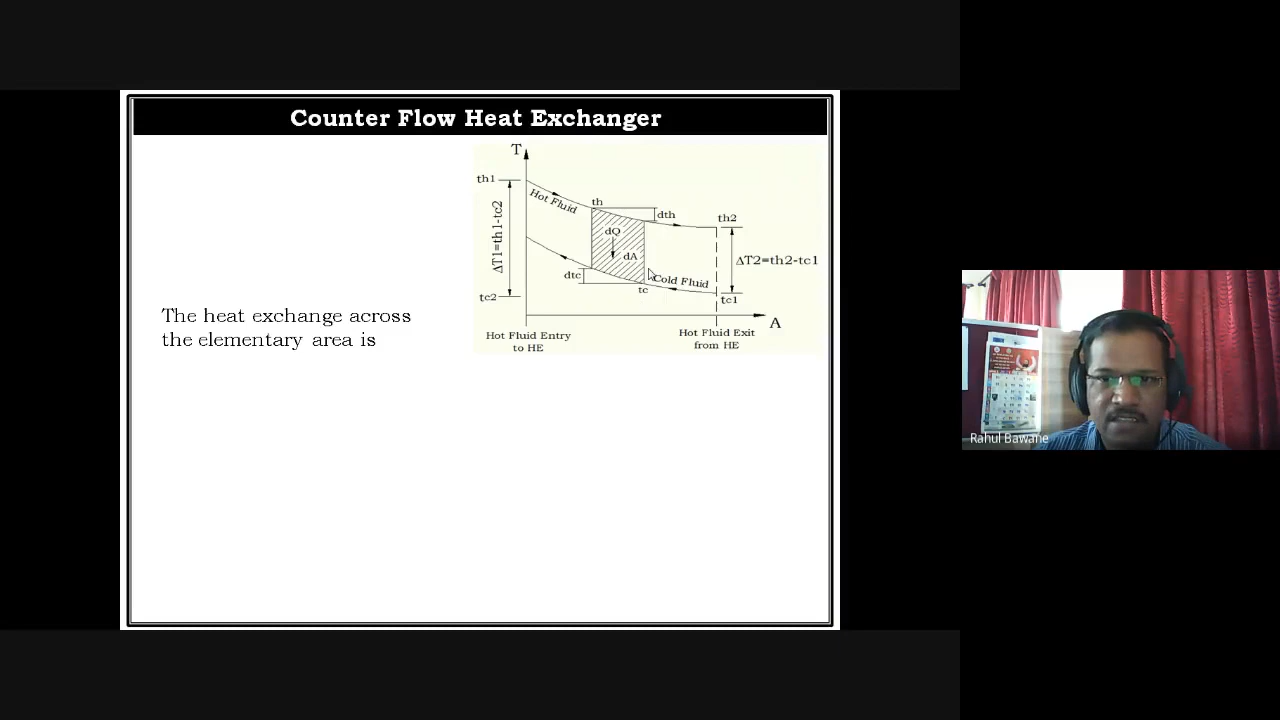 Counter Flow Heat Exchanger
T
th1
Hot Fluid
th
dth
th2
ΔT1=th1-tc2
dQ
dA
ΔT2=th2-tc1
dtc
Cold Fluid
tc
tc2
tc1
A
Hot Fluid Entry
to HE
Hot Fluid Exit
from HE
The heat exchange across
the elementary area is
Rahul Bawane